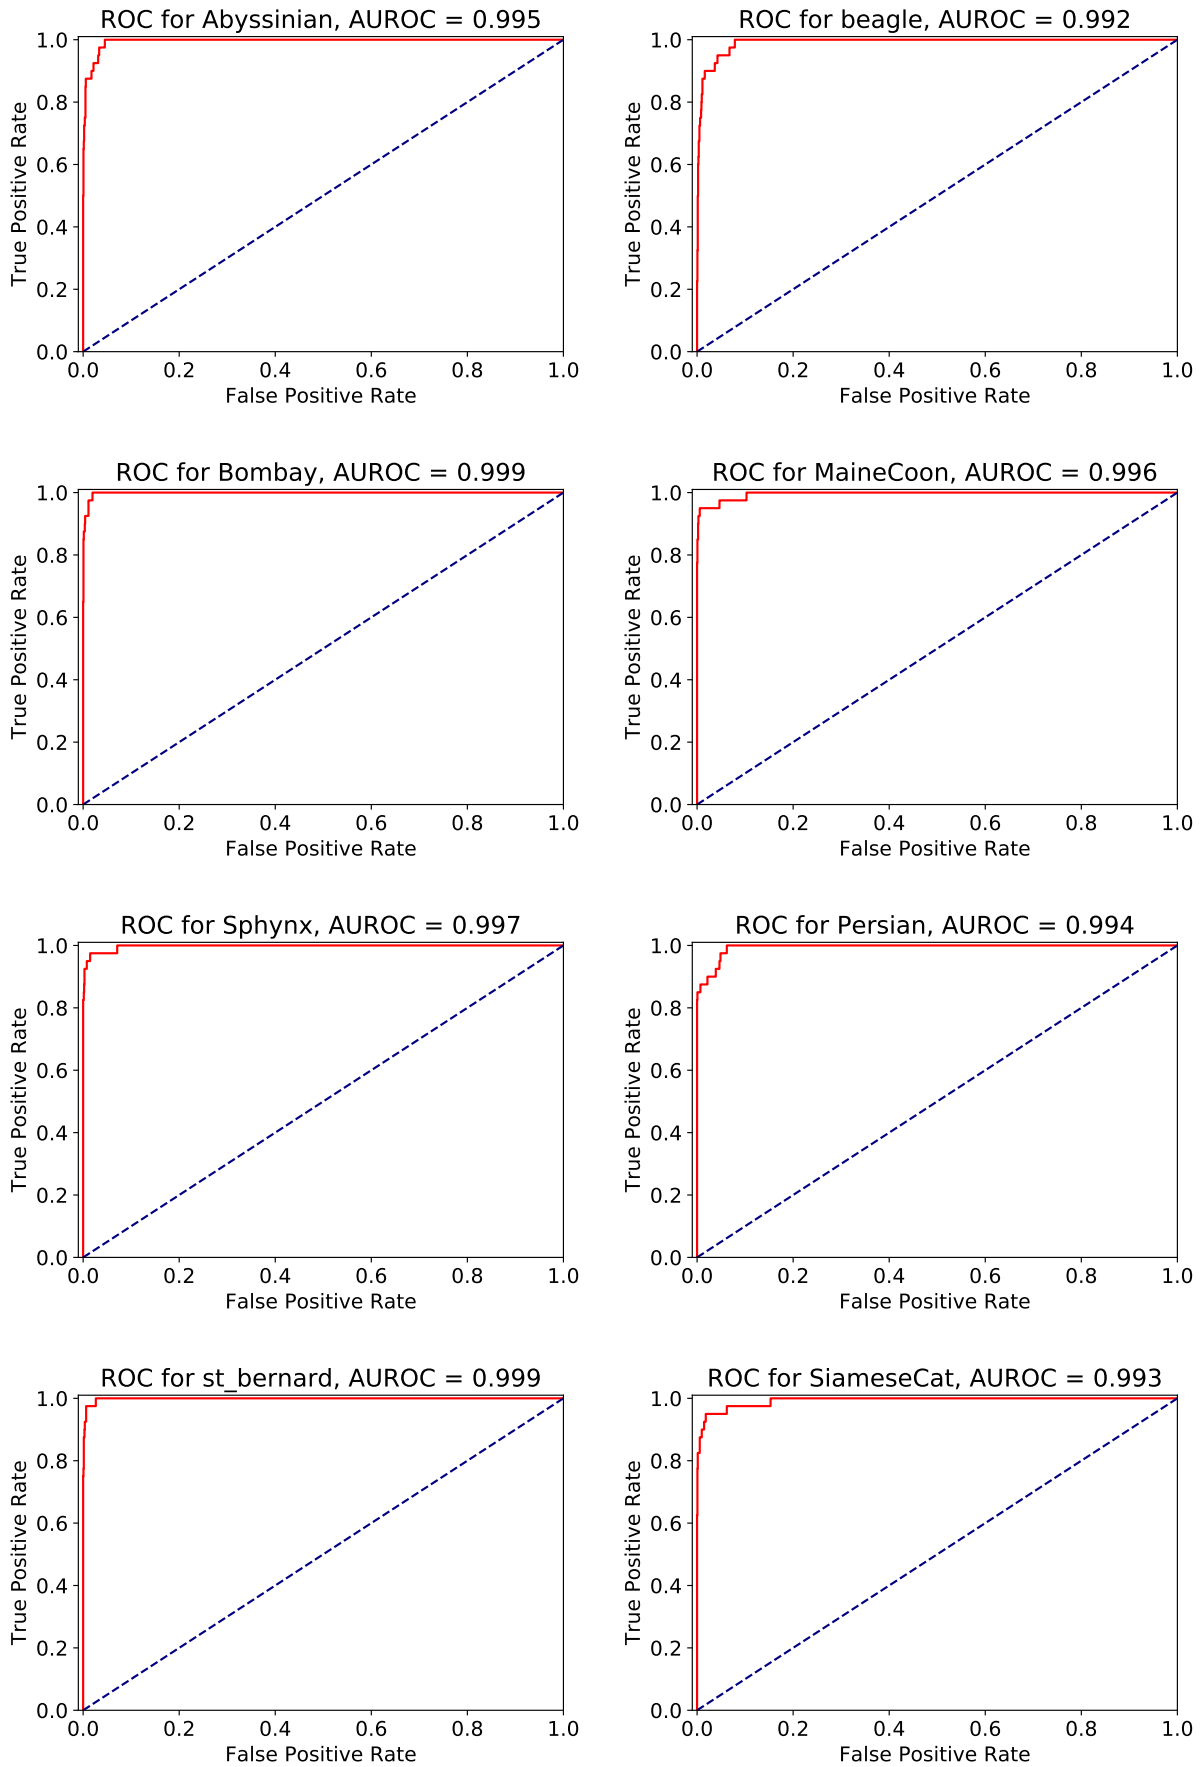 ROC for Abyssinian, AUROC = 0.995
True Positive Rate
1.0
0.8
0.6
0.4
0.2
0.0
0.0 0.2 0.4 0.6 0.8 1.0
False Positive Rate
ROC for beagle, AUROC = 0.992
True Positive Rate
1.0
0.8
0.6
0.4
0.2
0.0
0.0 0.2 0.4 0.6 0.8 1.0
False Positive Rate
ROC for Bombay, AUROC = 0.999
True Positive Rate
1.0
0.8
0.6
0.4
0.2
0.0
0.0 0.2 0.4 0.6 0.8 1.0
False Positive Rate
ROC for MaineCoon, AUROC = 0.996
True Positive Rate
1.0
0.8
0.6
0.4
0.2
0.0
0.0 0.2 0.4 0.6 0.8 1.0
False Positive Rate
ROC for Sphynx, AUROC = 0.997
True Positive Rate
1.0
0.8
0.6
0.4
0.2
0.0
0.0 0.2 0.4 0.6 0.8 1.0
False Positive Rate
ROC for Persian, AUROC = 0.994
True Positive Rate
1.0
0.8
0.6
0.4
0.2
0.0
0.0 0.2 0.4 0.6 0.8 1.0
False Positive Rate
ROC for st_bernard, AUROC = 0.999
True Positive Rate
1.0
0.8
0.6
0.4
0.2
0.0
0.0 0.2 0.4 0.6 0.8 1.0
False Positive Rate
ROC for SiameseCat, AUROC = 0.993
True Positive Rate
1.0
0.8
0.6
0.4
0.2
0.0
0.0 0.2 0.4 0.6 0.8 1.0
False Positive Rate